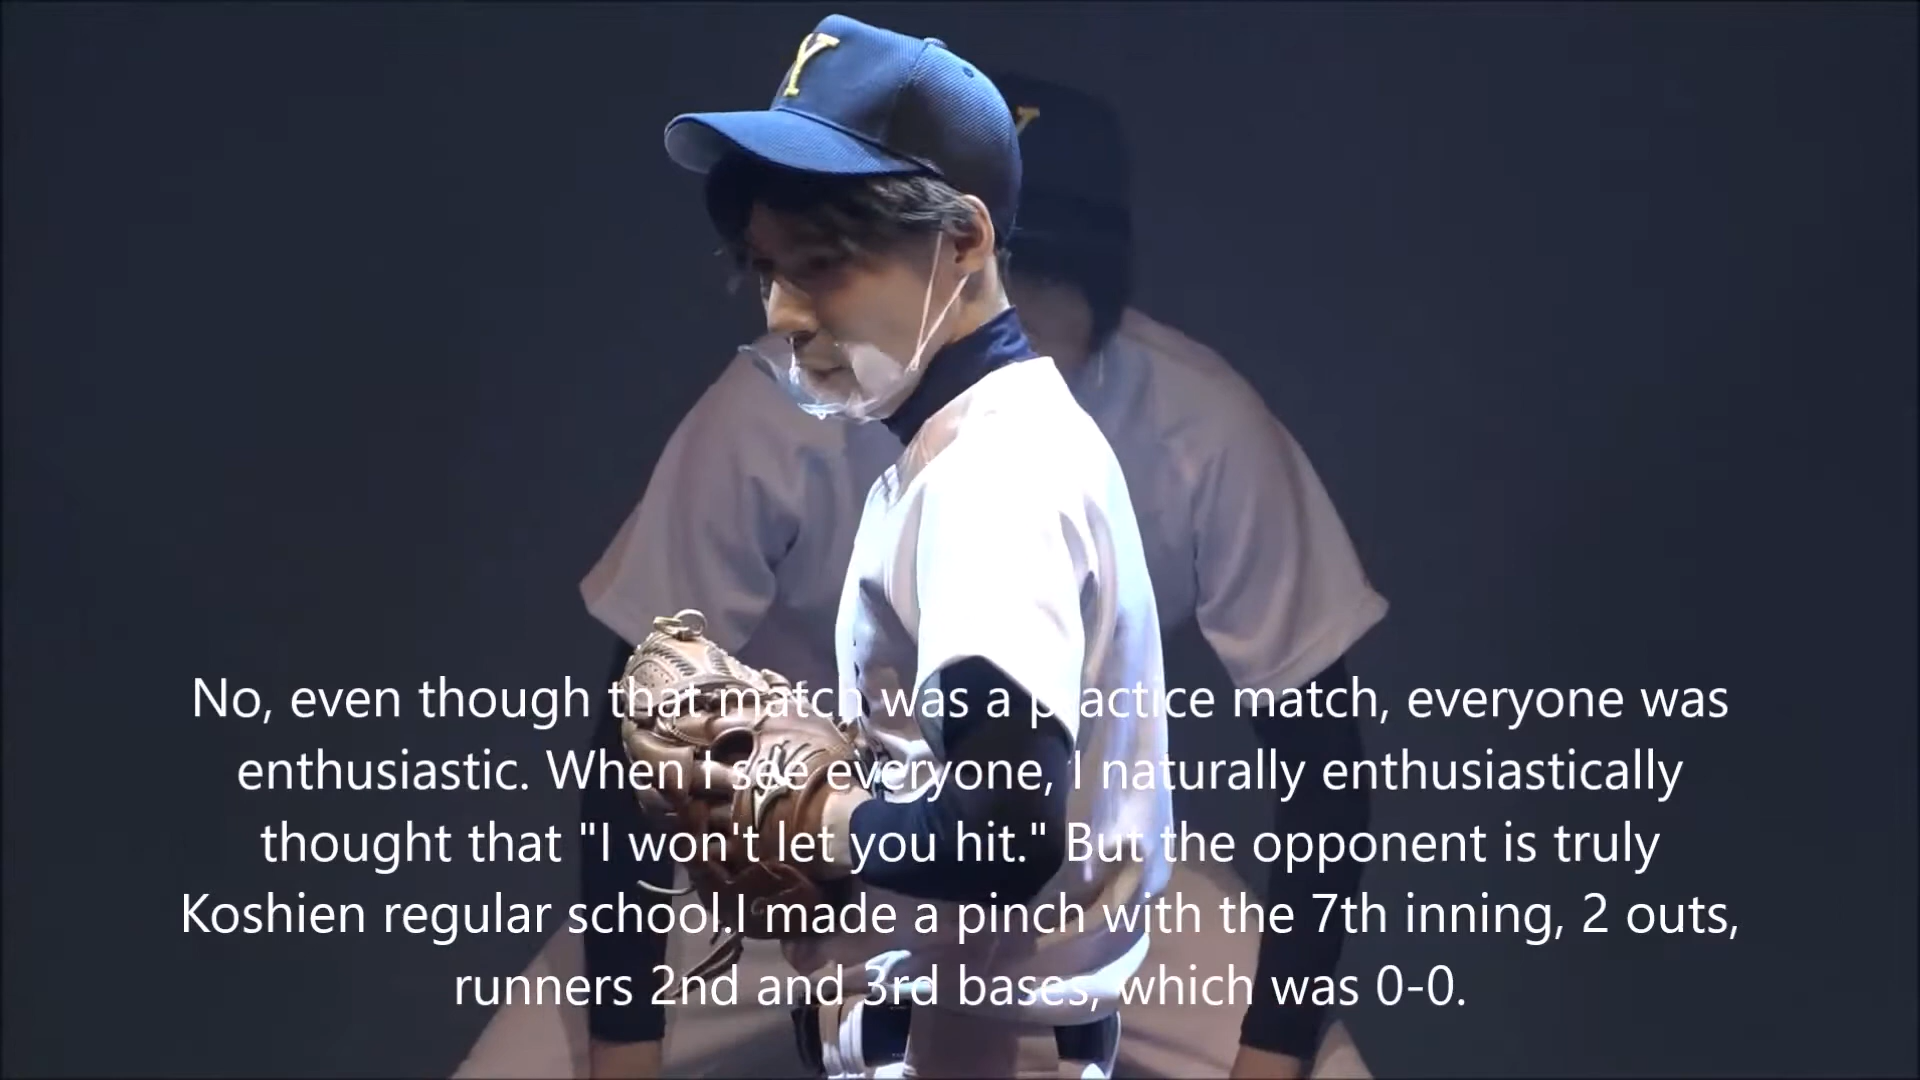 Y
Y
No, even though that match was a practice match, everyone was
enthusiastic. When I see everyone, I naturally enthusiastically
thought that "I won't let you hit." But the opponent is truly
Koshien regular school.I made a pinch with the 7th inning, 2 outs,
runners 2nd and 3rd bases, which was 0-0.